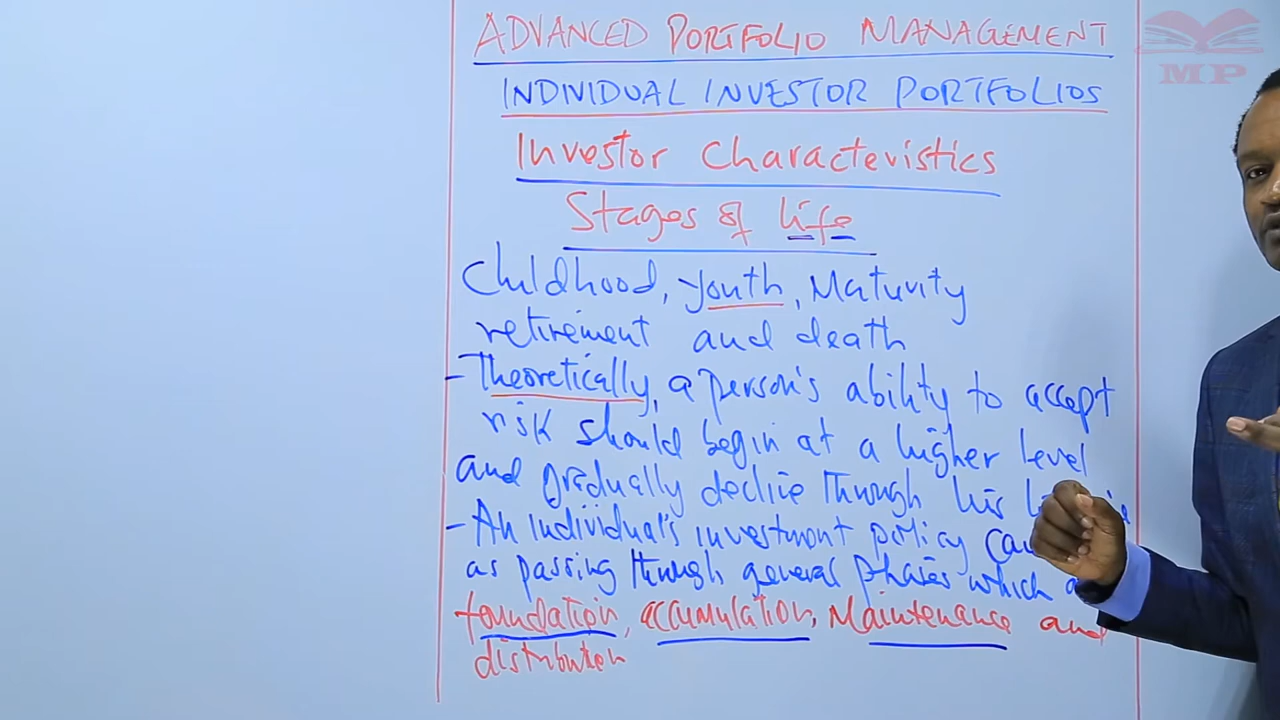 ADVANCED PORTFOLIO MANAGEMENT
MP
INDIVIDUAL INVESTOR PORTFOLIOS
Investor Characteristics
Stages of life
Childhood, youth, Maturity
retirement and death
- Theoretically, a person's ability to accept
risk should begin at a higher level
and gradually decline through his
- An individual's investment policy can
as passing through general phases which
foundation, accumulation, Maintenance and
distribution